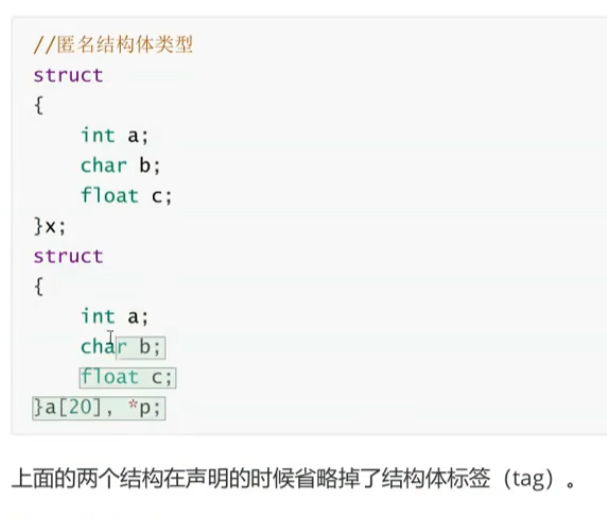 //匿名结构体类型
struct
{
    int a;
    char b;
    float c;
}x;
struct
{
    int a;
    char b;
    float c;
}a[20], *p;
上面的两个结构在声明的时候省略掉了结构体标签（tag）。